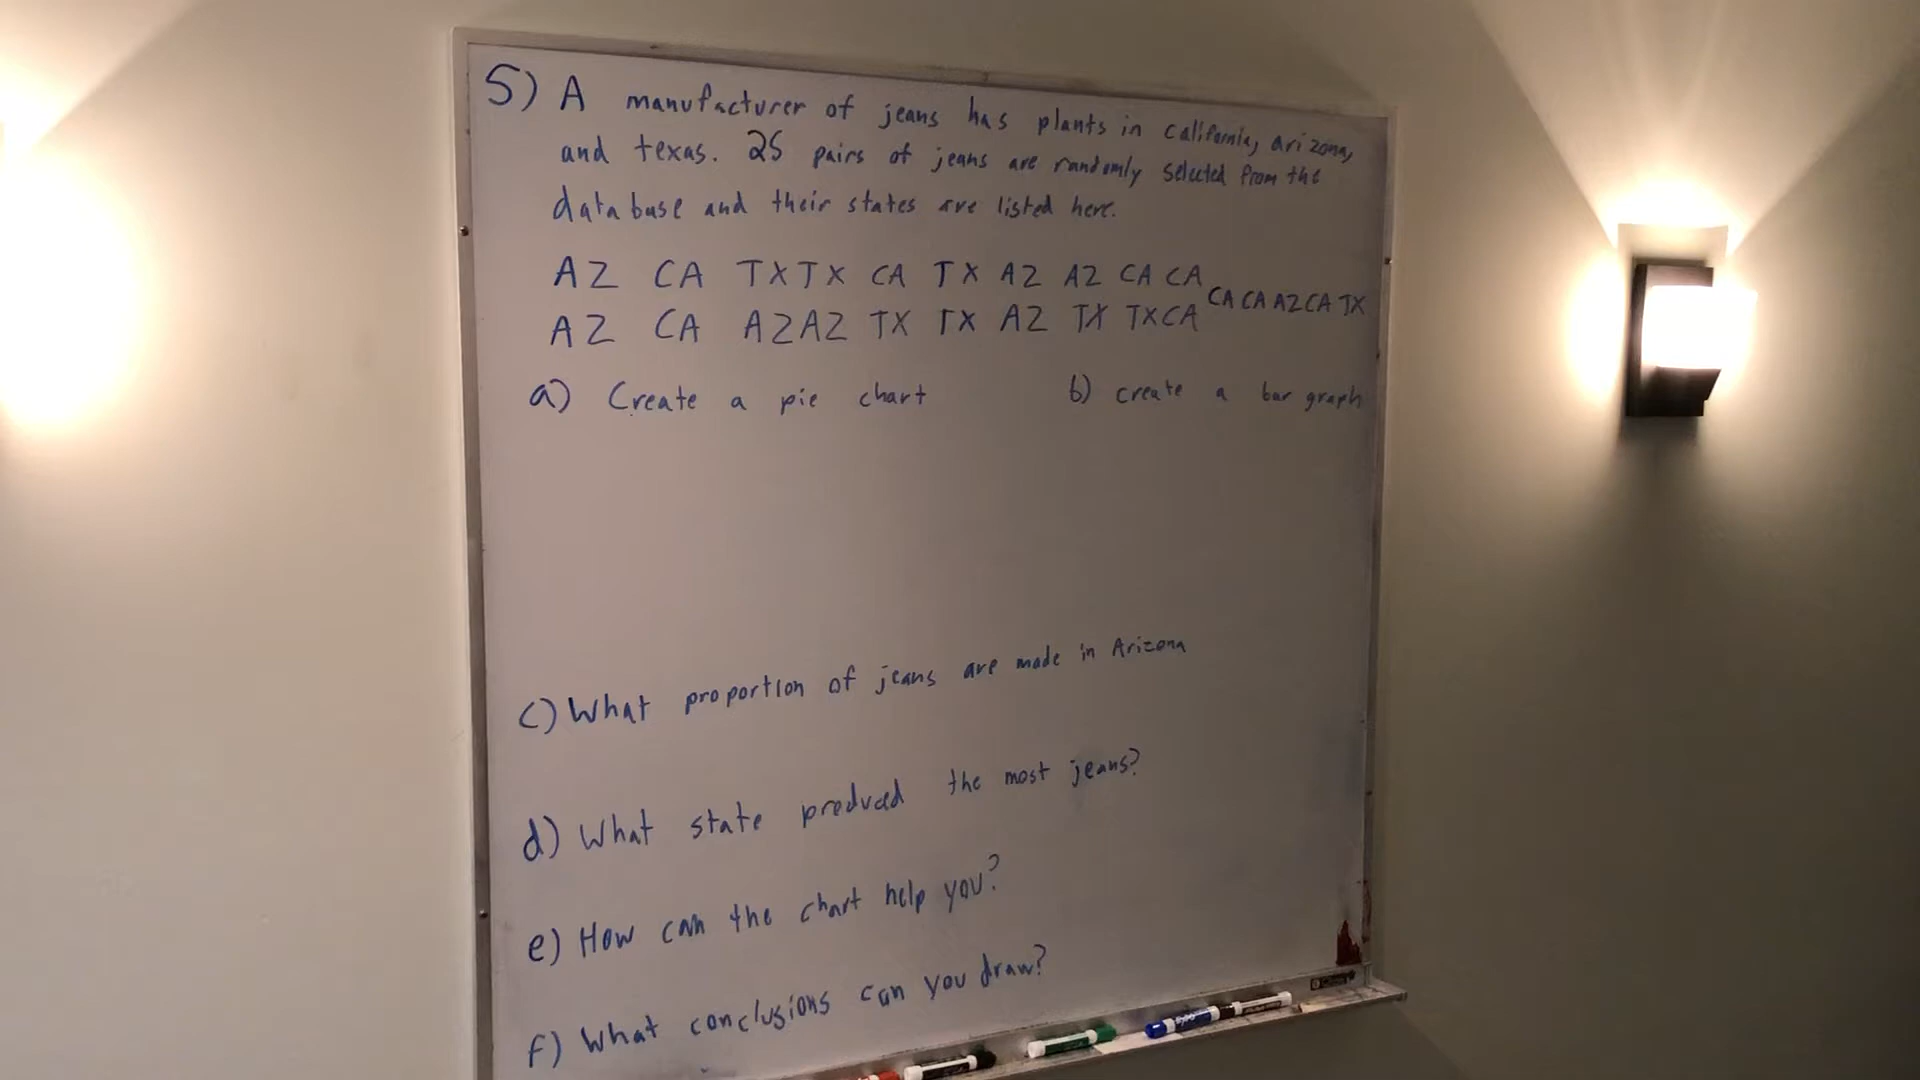 5) A manufacturer of jeans has plants in california, arizona,
and texas. 25 pairs of jeans are randomly selected from the
database and their states are listed here.
AZ CA TX TX CA TX AZ AZ CA CA
CA CA AZ CA TX
AZ CA AZ AZ TX TX AZ TX TX CA
a) Create a pie chart
b) create a bar graph
c) What proportion of jeans are made in Arizona
d) What state produced the most jeans?
e) How can the chart help you?
f) What conclusions can you draw?